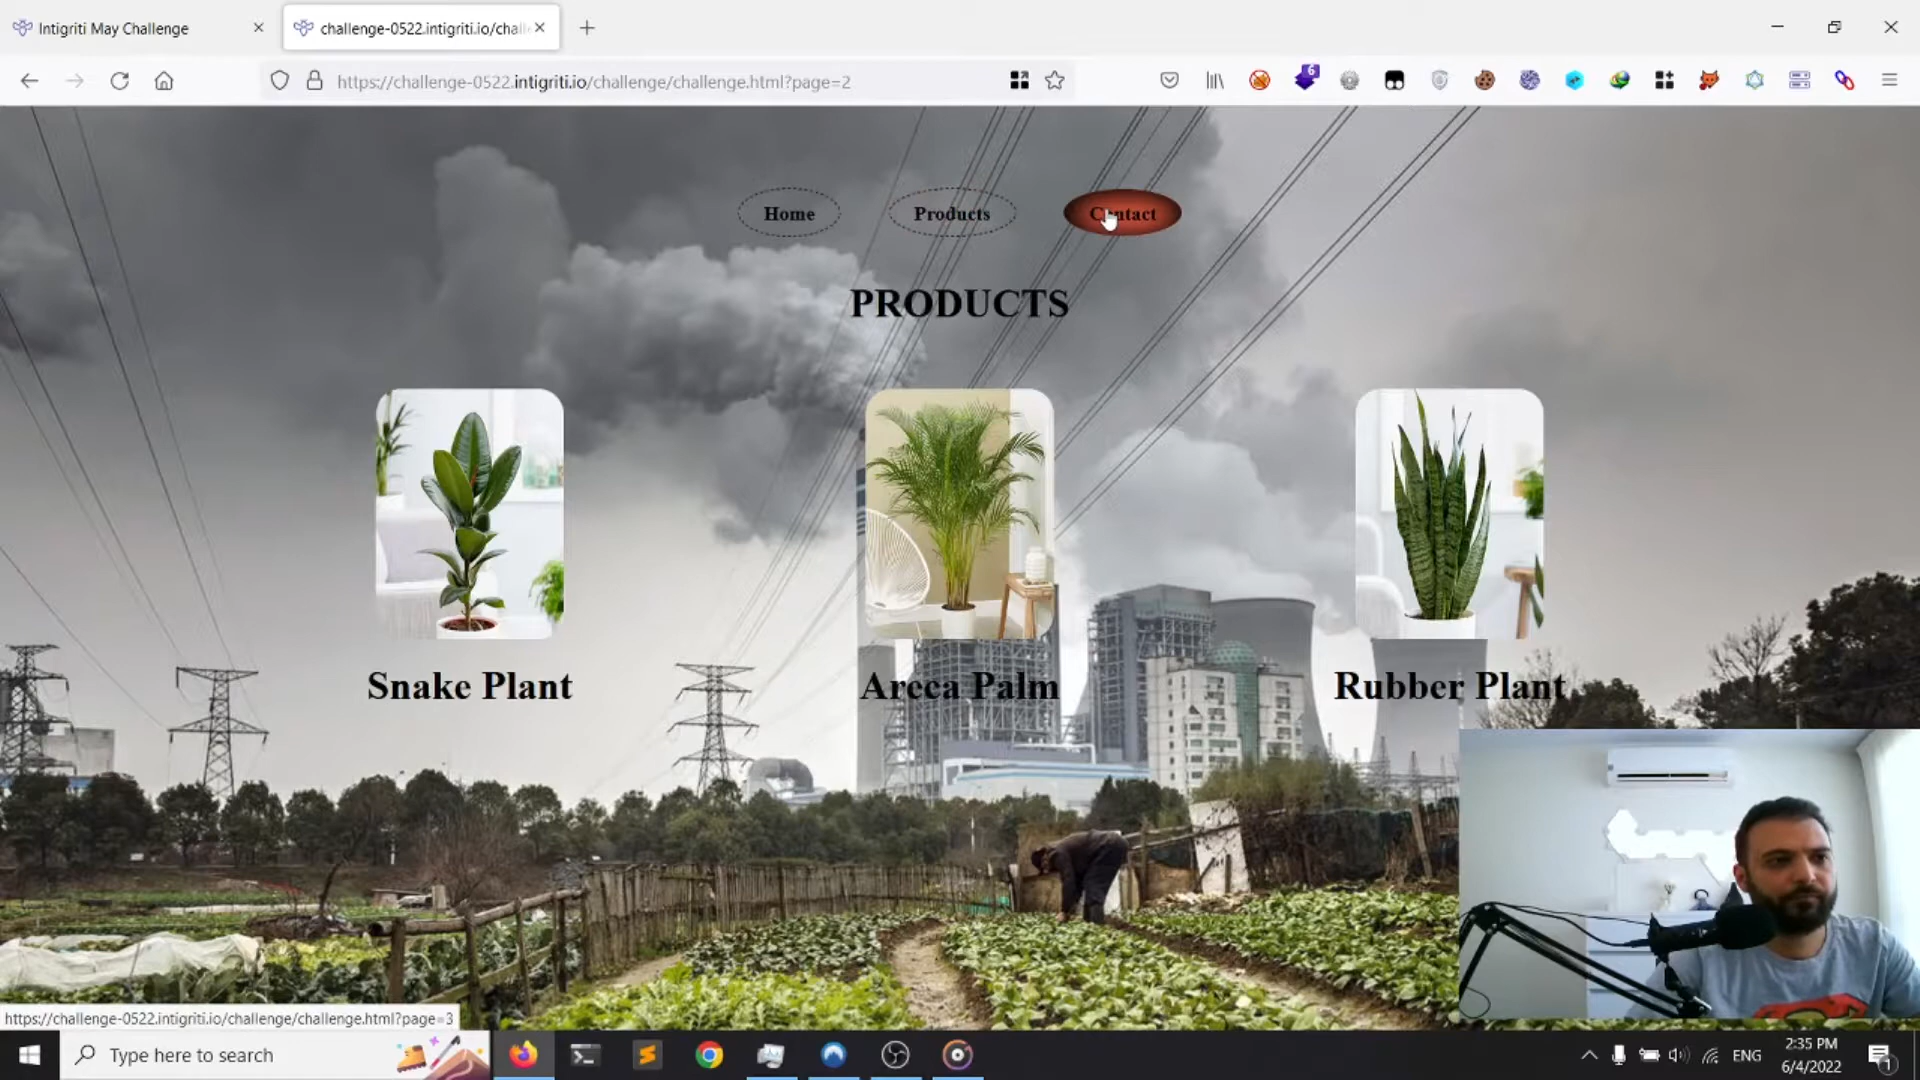 Intigriti May Challenge
challenge-0522.intigriti.io/chall
https://challenge-0522.intigriti.io/challenge/challenge.html?page=2
6
Home
Products
Contact
PRODUCTS
Snake Plant
Areca Palm
Rubber Plant
https://challenge-0522.intigriti.io/challenge/challenge.html?page=3
Type here to search
ENG
2:35 PM
6/4/2022
1